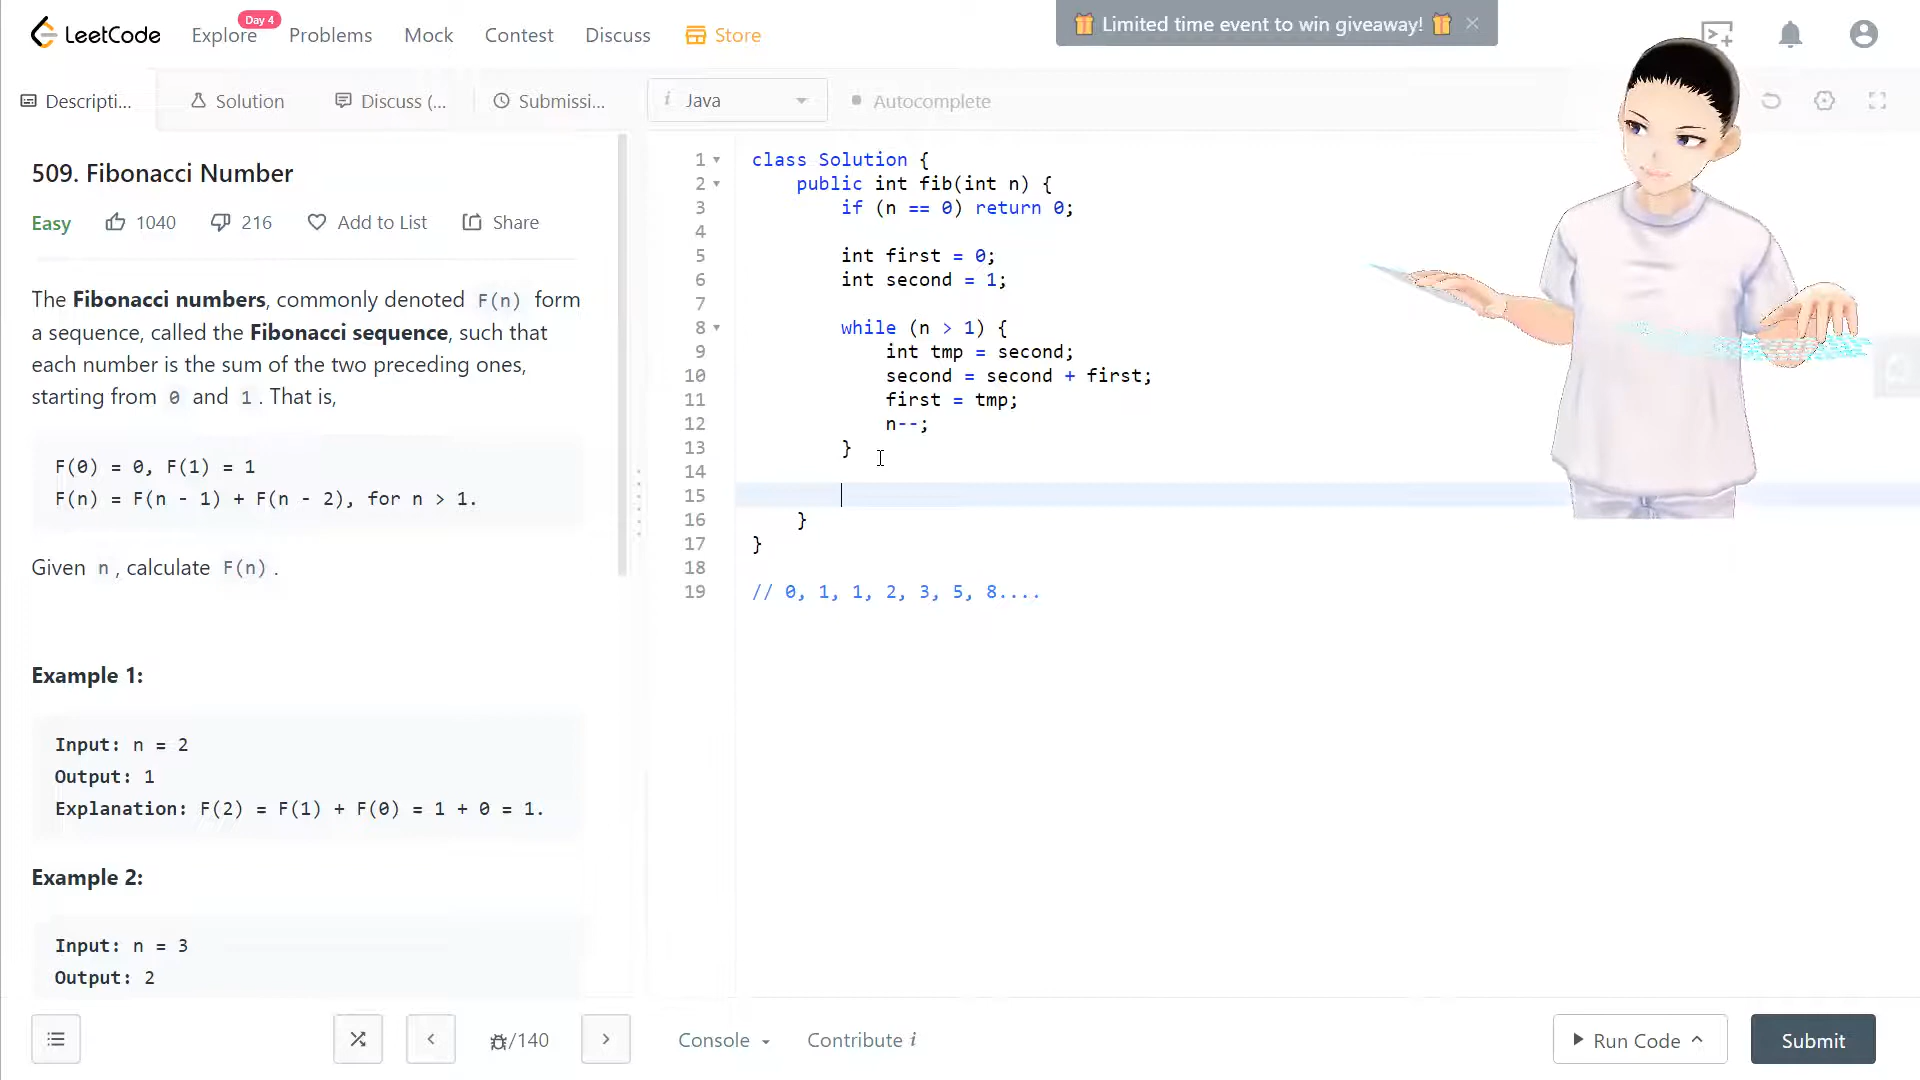 LeetCode
Explore
Day 4
Problems
Mock
Contest
Discuss
Store
Limited time event to win giveaway!
Descripti...
Solution
Discuss (...
Submissi...
i Java
Autocomplete
509. Fibonacci Number
Easy
1040
216
Add to List
Share
The Fibonacci numbers, commonly denoted F(n) form
a sequence, called the Fibonacci sequence, such that
each number is the sum of the two preceding ones,
starting from 0 and 1. That is,
F(0) = 0, F(1) = 1
F(n) = F(n - 1) + F(n - 2), for n > 1.
Given n, calculate F(n).
Example 1:
Input: n = 2
Output: 1
Explanation: F(2) = F(1) + F(0) = 1 + 0 = 1.
Example 2:
Input: n = 3
Output: 2
1 class Solution {
2 public int fib(int n) {
3 if (n == 0) return 0;
4
5 int first = 0;
6 int second = 1;
7
8 while (n > 1) {
9 int tmp = second;
10 second = second + first;
11 first = tmp;
12 n--;
13 }
14
15
16 }
17 }
18
19 // 0, 1, 1, 2, 3, 5, 8....
/140
Console
Contribute i
Run Code
Submit